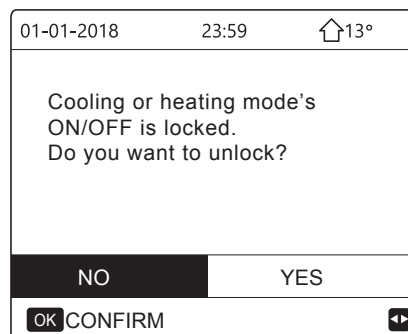 01-01-2018 23:59 13°
Cooling or heating mode's
ON/OFF is locked.
Do you want to unlock?
NO YES
OK CONFIRM